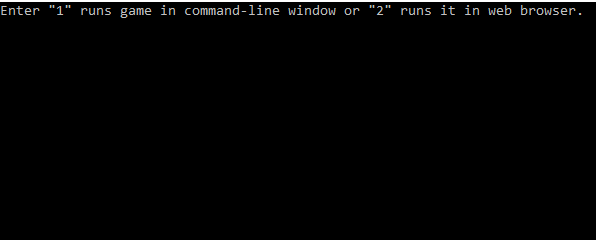 Enter "1" runs game in command-line window or "2" runs it in web browser.